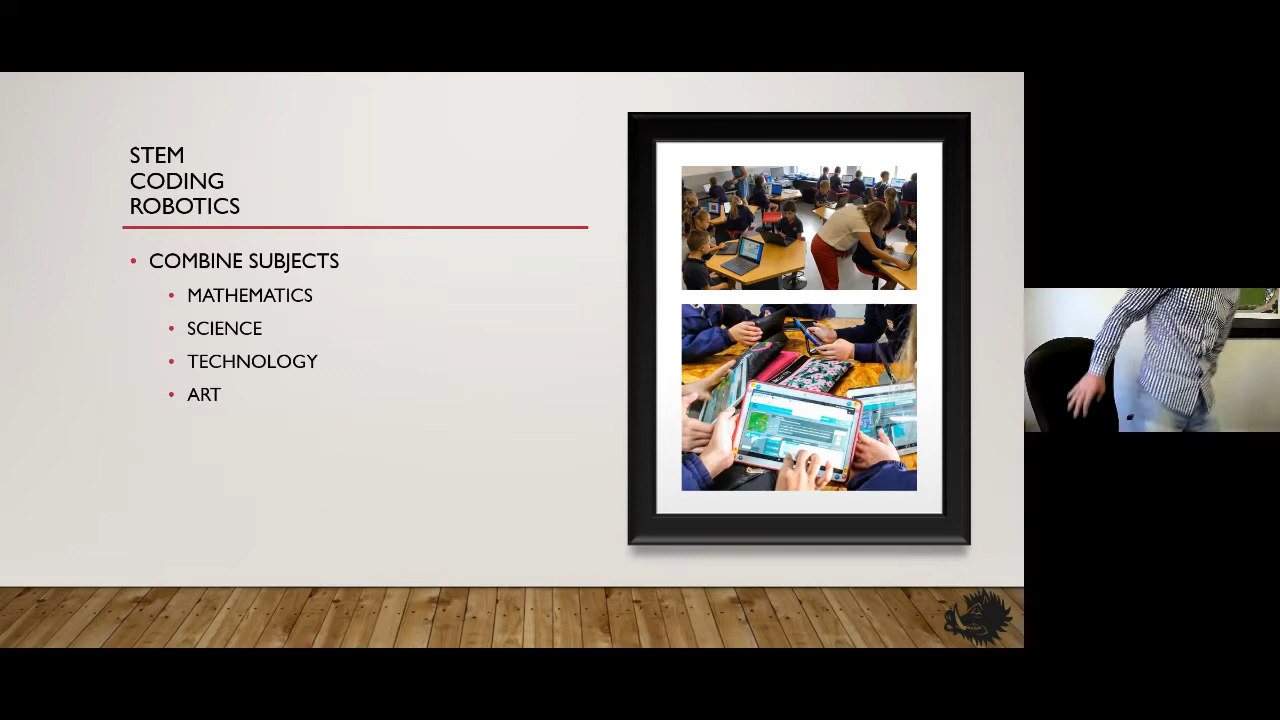 STEM
CODING
ROBOTICS
COMBINE SUBJECTS
MATHEMATICS
SCIENCE
TECHNOLOGY
ART